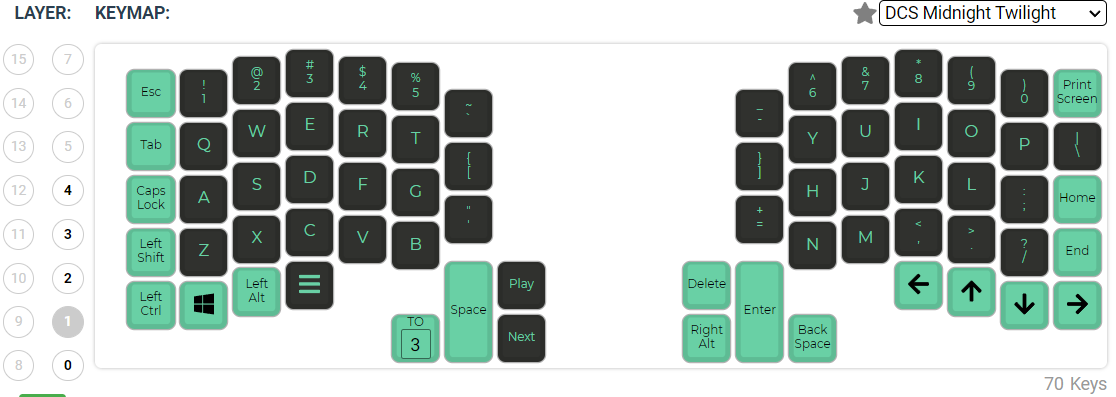 LAYER: KEYMAP: DCS Midnight Twilight
15 7
14 6
13 5
12 4
11 3
10 2
9 1
8 0
Esc ! 1 @ 2 # 3 $ 4 % 5 ~ `
Tab Q W E R T { [
Caps Lock A S D F G " '
Left Shift Z X C V B
Left Ctrl Left Alt
TO 3 Space Play Next
_ - ^ 6 & 7 * 8 ( 9 ) 0 Print Screen
} ] Y U I O P | \
+ = H J K L : ; Home
N M < , > . ? / End
Delete Enter ← ↑ ↓ →
Right Alt Back Space
70 Keys